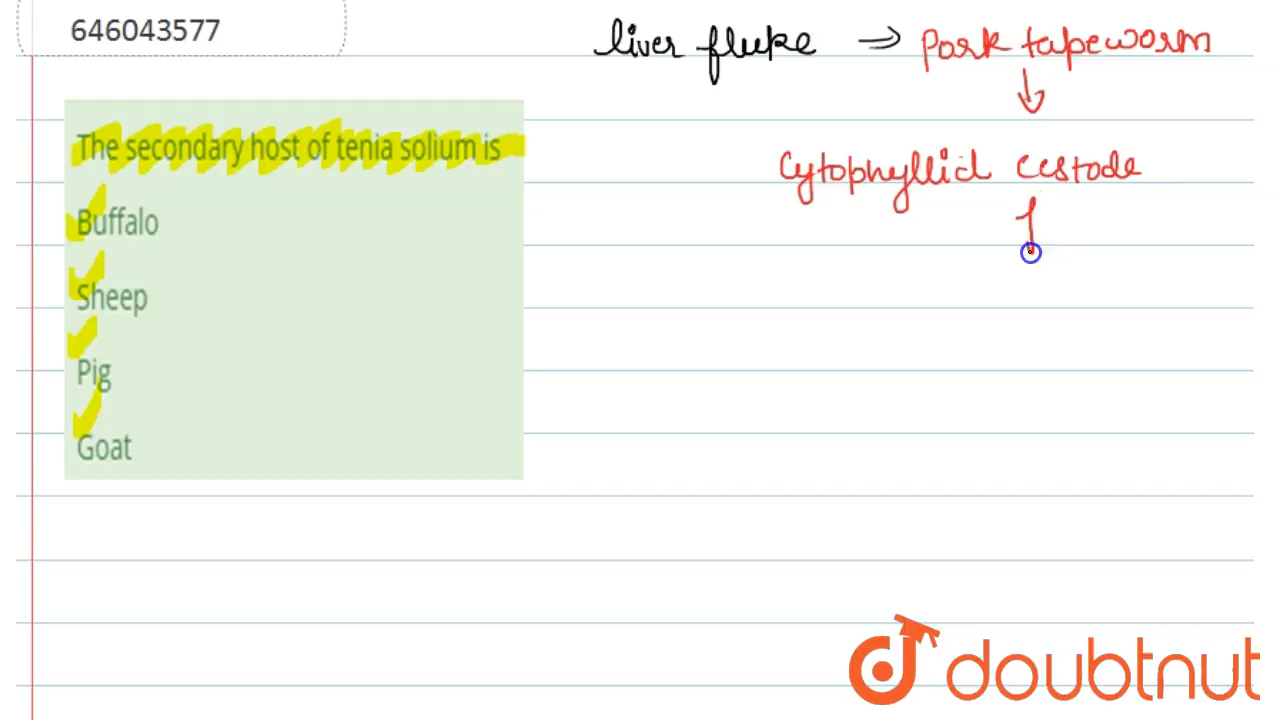 646043577
liver fluke ⇒ Pork tapeworm
↓
Cytophyllid cestode
The secondary host of tenia solium is
Buffalo
Sheep
Pig
Goat
doubtnut